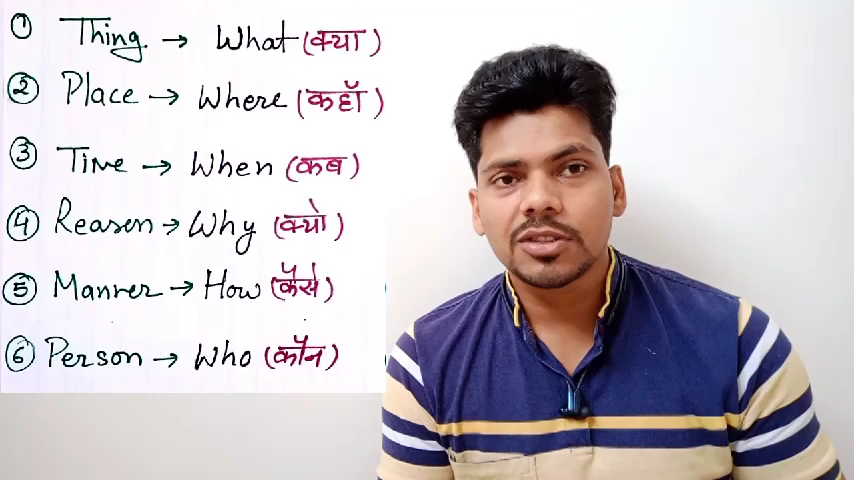 ① Thing. → What (क्या)
② Place → Where (कहाँ)
③ Time → When (कब)
④ Reason → Why (क्यों)
⑤ Manner → How (कैसे)
⑥ Person → Who (कौन)